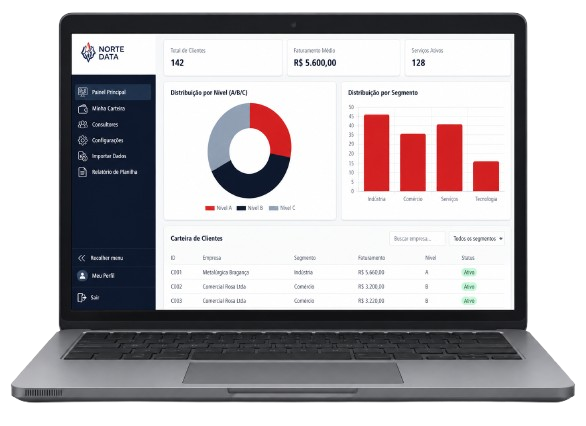 NORTE
DATA
Painel Principal
Minha Carteira
Consultores
Configurações
Importar Dados
Relatório de Planilha
Recolher menu
Meu Perfil
Sair
Total de Clientes
142
Faturamento Médio
R$ 5.600,00
Serviços Ativos
128
Distribuição por Nível (A/B/C)
Nível A Nível B Nível C
Distribuição por Segmento
50
45
40
35
30
25
20
15
10
5
0
Indústria Comércio Serviços Tecnologia
Carteira de Clientes
Buscar empresa...
Todos os segmentos
ID Empresa Segmento Faturamento Nível Status
C001 Metalúrgica Bragança Indústria R$ 5.660,00 A Ativo
C002 Comercial Rosa Ltda Comércio R$ 3.200,00 B Ativo
C003 Comercial Rosa Ltda Comércio R$ 3.220,00 B Ativo